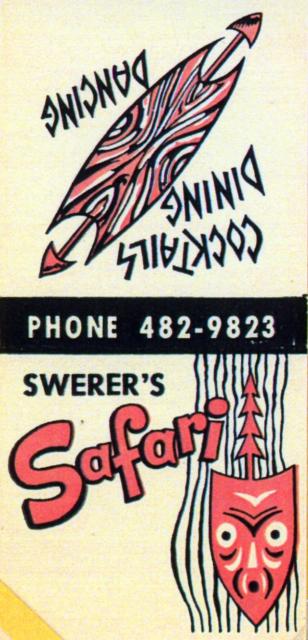 DANCING
DINING
COCKTAILS
PHONE 482-9823
SWERER'S
Safari